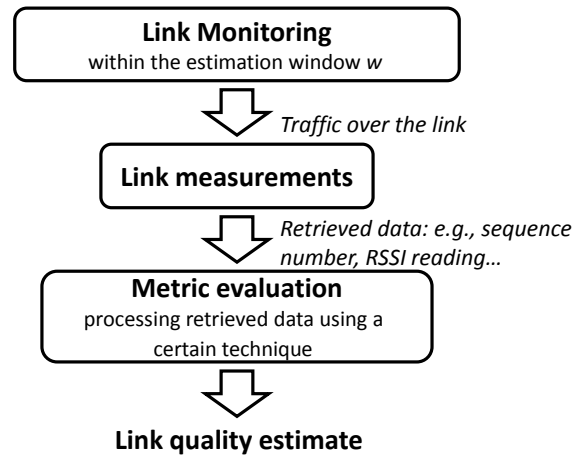 Link Monitoring
within the estimation window w
Traffic over the link
Link measurements
Retrieved data: e.g., sequence
number, RSSI reading…
Metric evaluation
processing retrieved data using a
certain technique
Link quality estimate